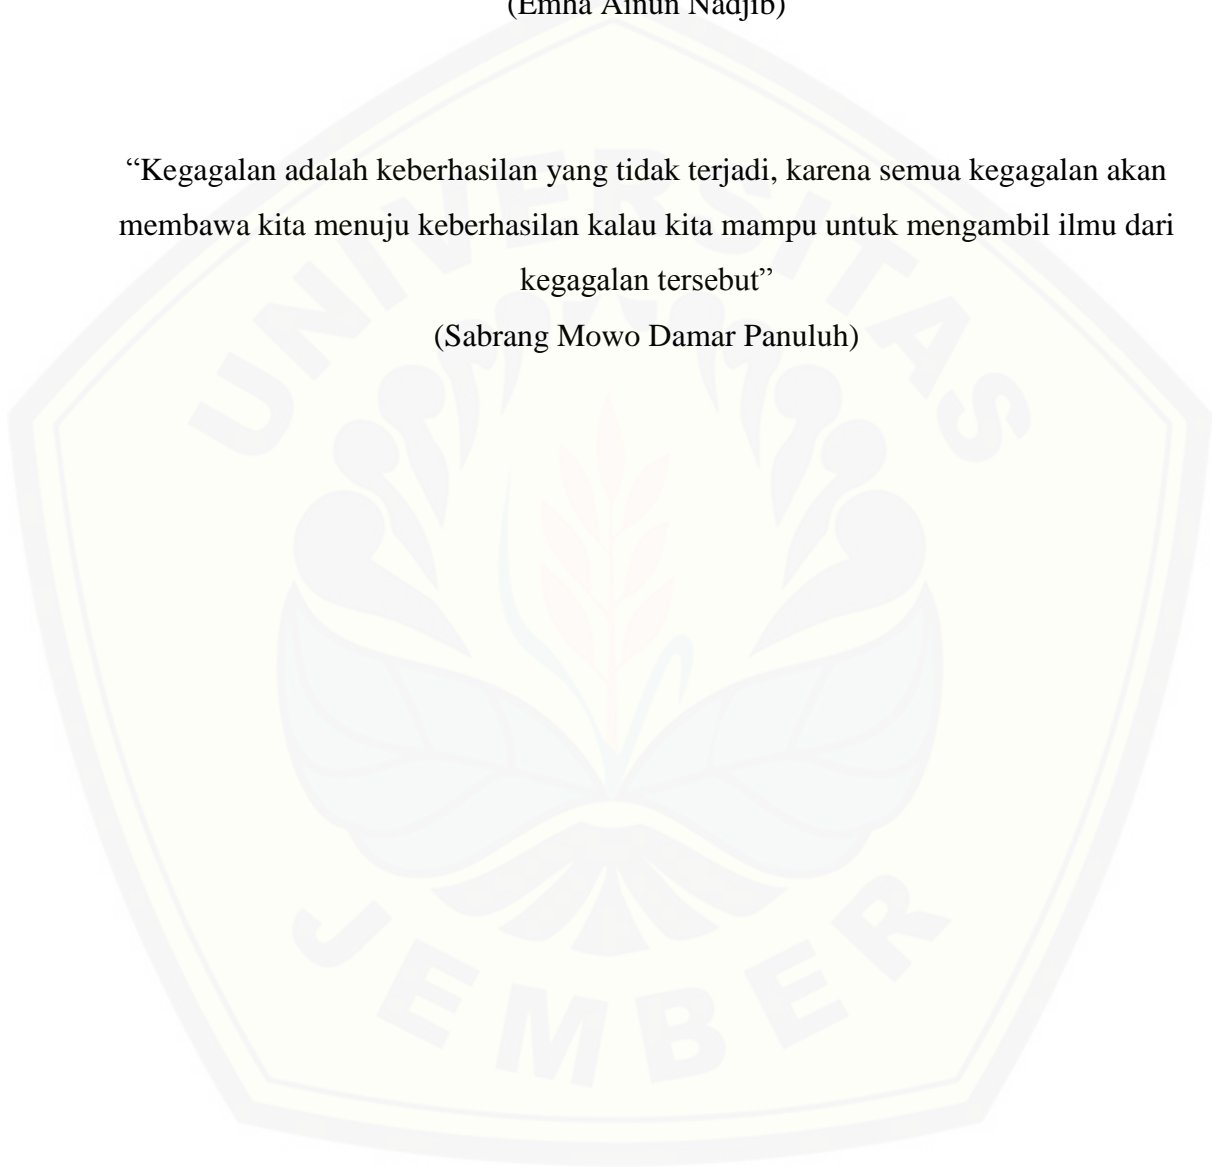 (Emha Ainun Nadjib)
“Kegagalan adalah keberhasilan yang tidak terjadi, karena semua kegagalan akan
membawa kita menuju keberhasilan kalau kita mampu untuk mengambil ilmu dari
kegagalan tersebut”
(Sabrang Mowo Damar Panuluh)
UNIVERSITAS
JEMBER